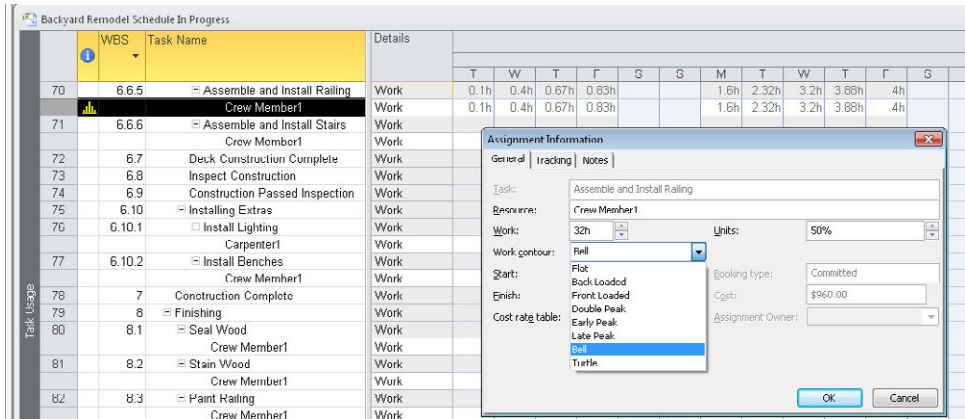 Backyard Remodel Schedule In Progress
WBS Task Name Details
T W T F S S M T W T F S
70 6.6.5 Assemble and Install Railing Work 0.1h 0.4h 0.67h 0.83h 1.6h 2.32h 3.2h 3.88h 4h
Crew Member1 Work 0.1h 0.4h 0.67h 0.83h 1.6h 2.32h 3.2h 3.88h 4h
71 6.6.6 Assemble and Install Stairs Work
Crew Member1 Work
72 6.7 Deck Construction Complete Work
73 6.8 Inspect Construction Work
74 6.9 Construction Passed Inspection Work
75 6.10 Installing Extras Work
76 6.10.1 Install Lighting Work
Carpenter1 Work
77 6.10.2 Install Benches Work
Crew Member1 Work
78 7 Construction Complete Work
79 8 Finishing Work
80 8.1 Seal Wood Work
Crew Member1 Work
81 8.2 Stain Wood Work
Crew Member1 Work
82 8.3 Paint Railing Work
Crew Member1 Work
Task Usage
Assignment Information
General Tracking Notes
Task: Assemble and Install Railing
Resource: Crew Member1
Work: 32h Units: 50%
Work contour: Bell
Flat
Back Loaded
Front Loaded
Double Peak
Early Peak
Late Peak
Bell
Turtle
Start: Booking type: Committed
Finish: Cost: $960.00
Cost rate table: Assignment Owner:
OK Cancel